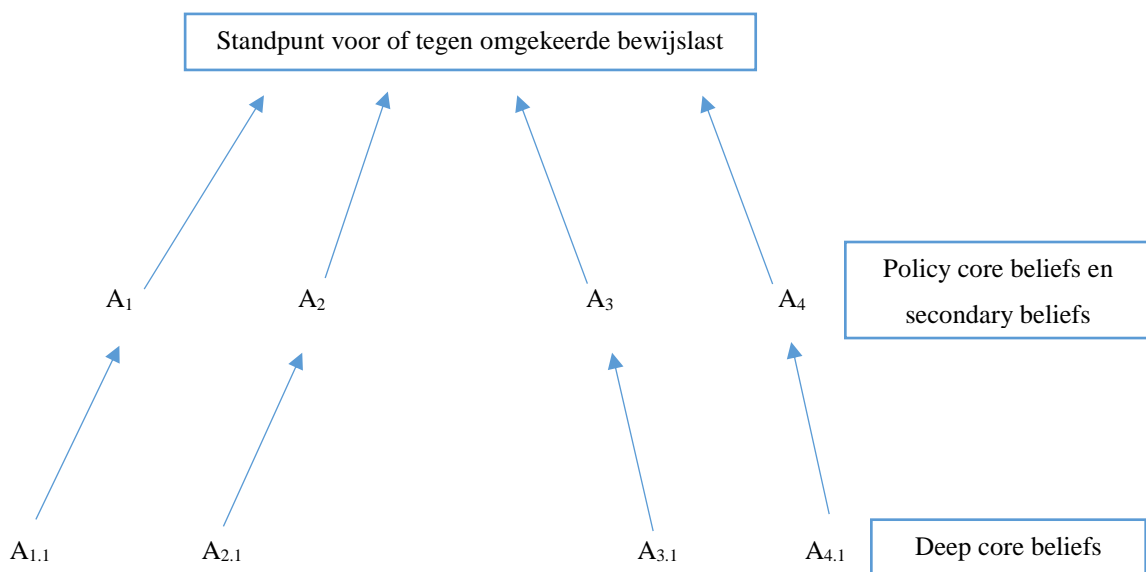 Standpunt voor of tegen omgekeerde bewijslast
Policy core beliefs en
secondary beliefs
A1 A2 A3 A4
A1.1 A2.1 A3.1 A4.1 Deep core beliefs